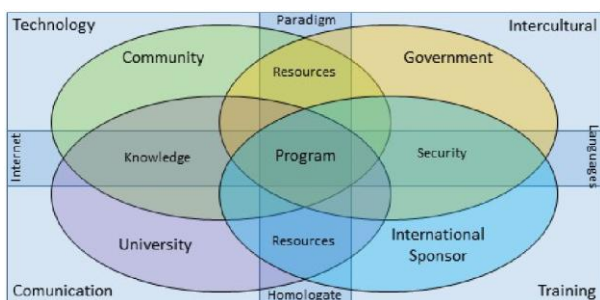 Technology
Paradigm
Intercultural
Community
Resources
Government
Internet
Knowledge
Program
Security
Languages
University
Resources
International
Sponsor
Comunication
Homologate
Training